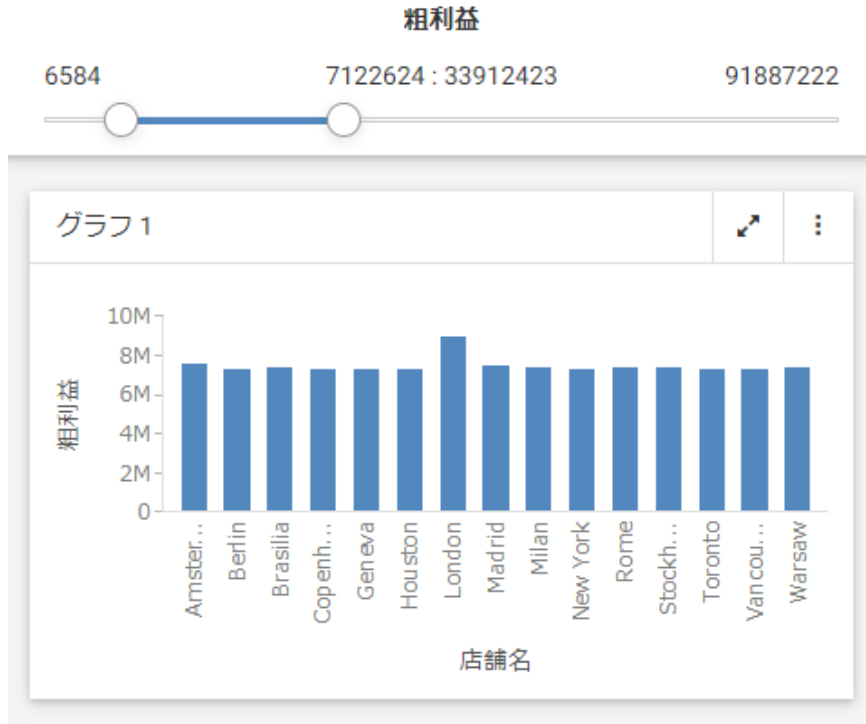 粗利益
6584 7122624 : 33912423 91887222
グラフ 1
10M
8M
6M
4M
2M
0
粗利益
Amster...
Berlin
Brasilia
Copenh...
Geneva
Houston
London
Madrid
Milan
New York
Rome
Stockh...
Toronto
Vancou...
Warsaw
店舗名